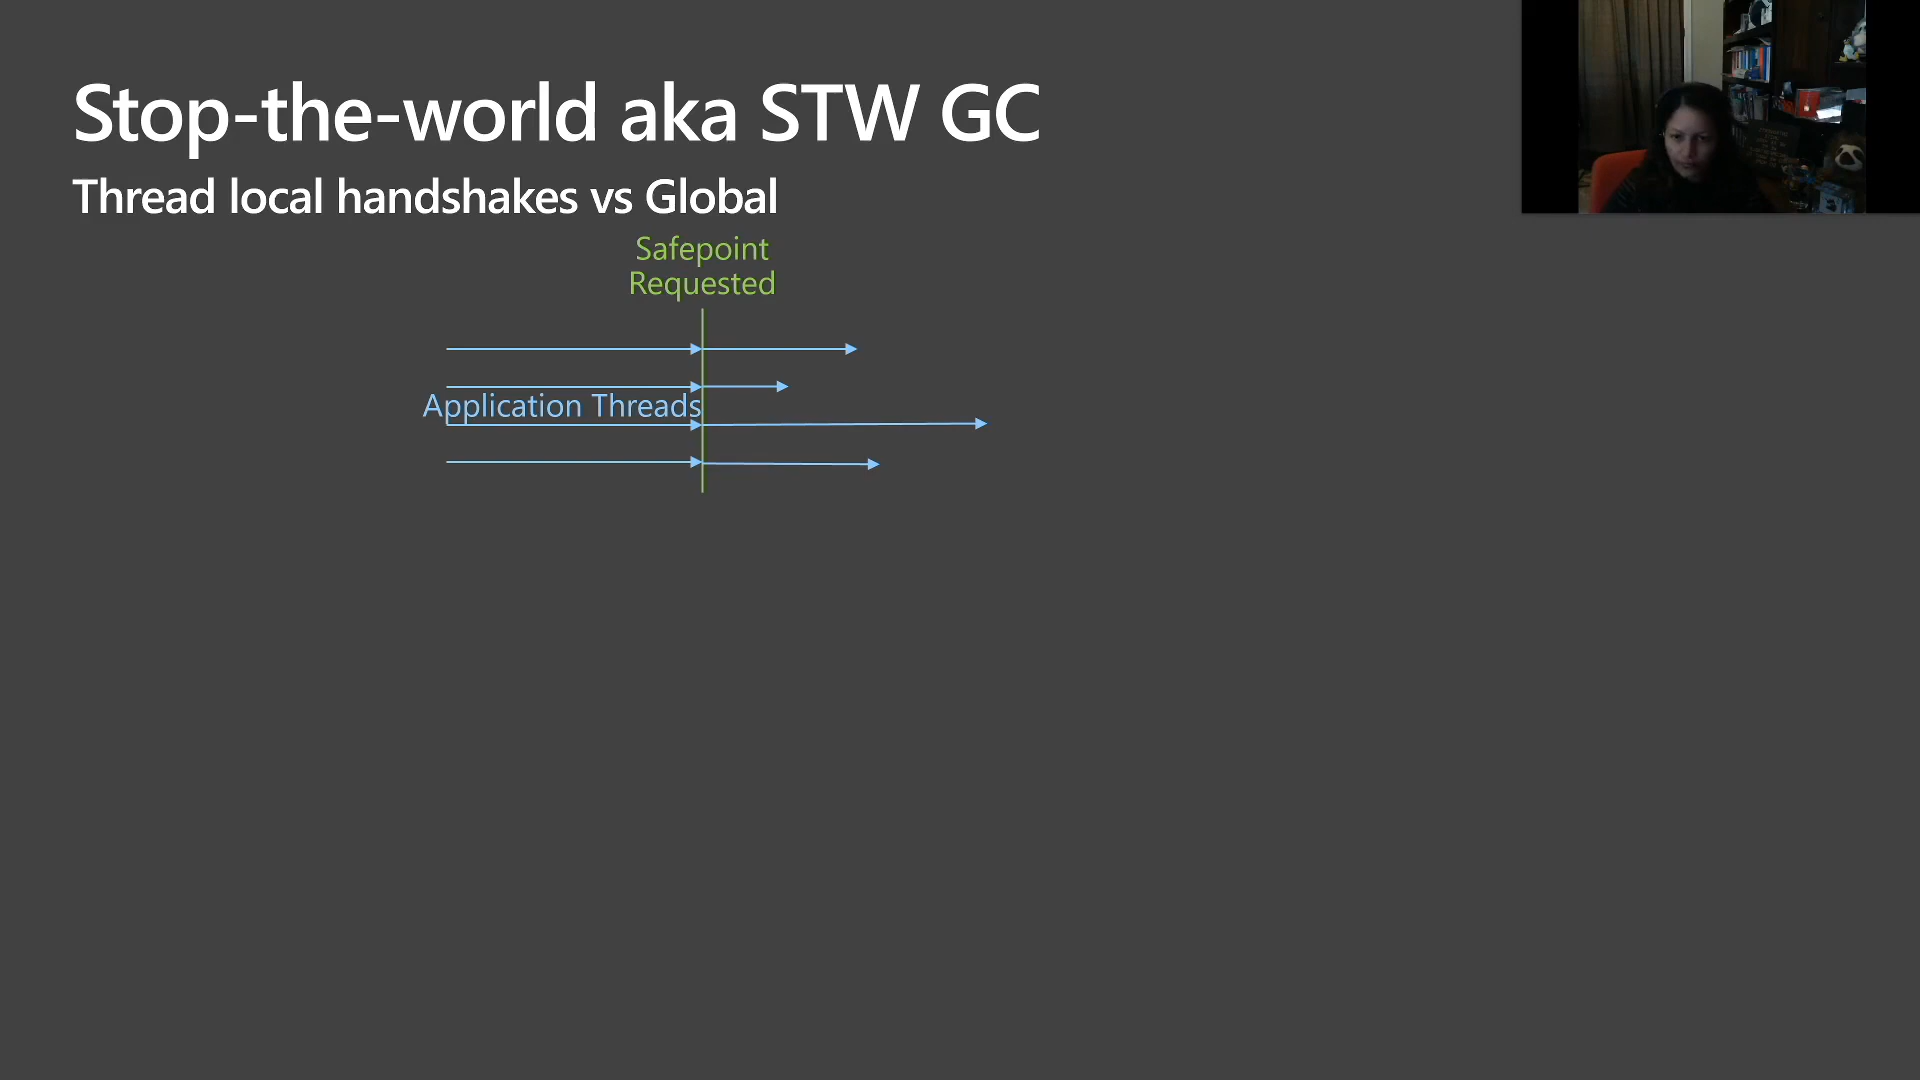 Stop-the-world aka STW GC
Thread local handshakes vs Global
Safepoint
Requested
Application Threads